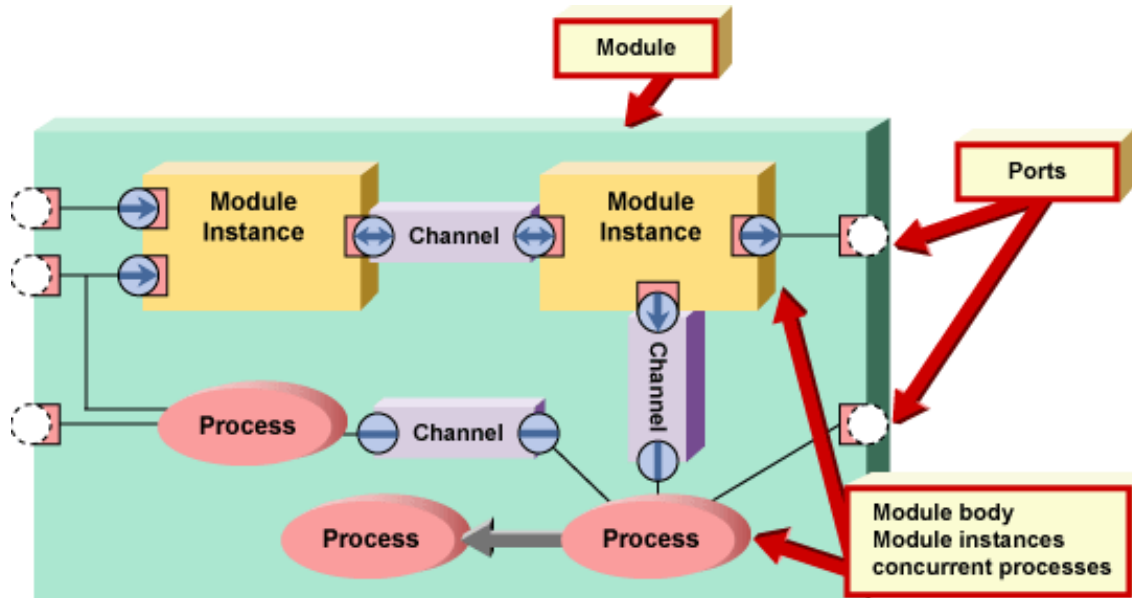 Module
Ports
Module
Instance
Channel
Module
Instance
Channel
Process
Channel
Process
Process
Module body
Module instances
concurrent processes